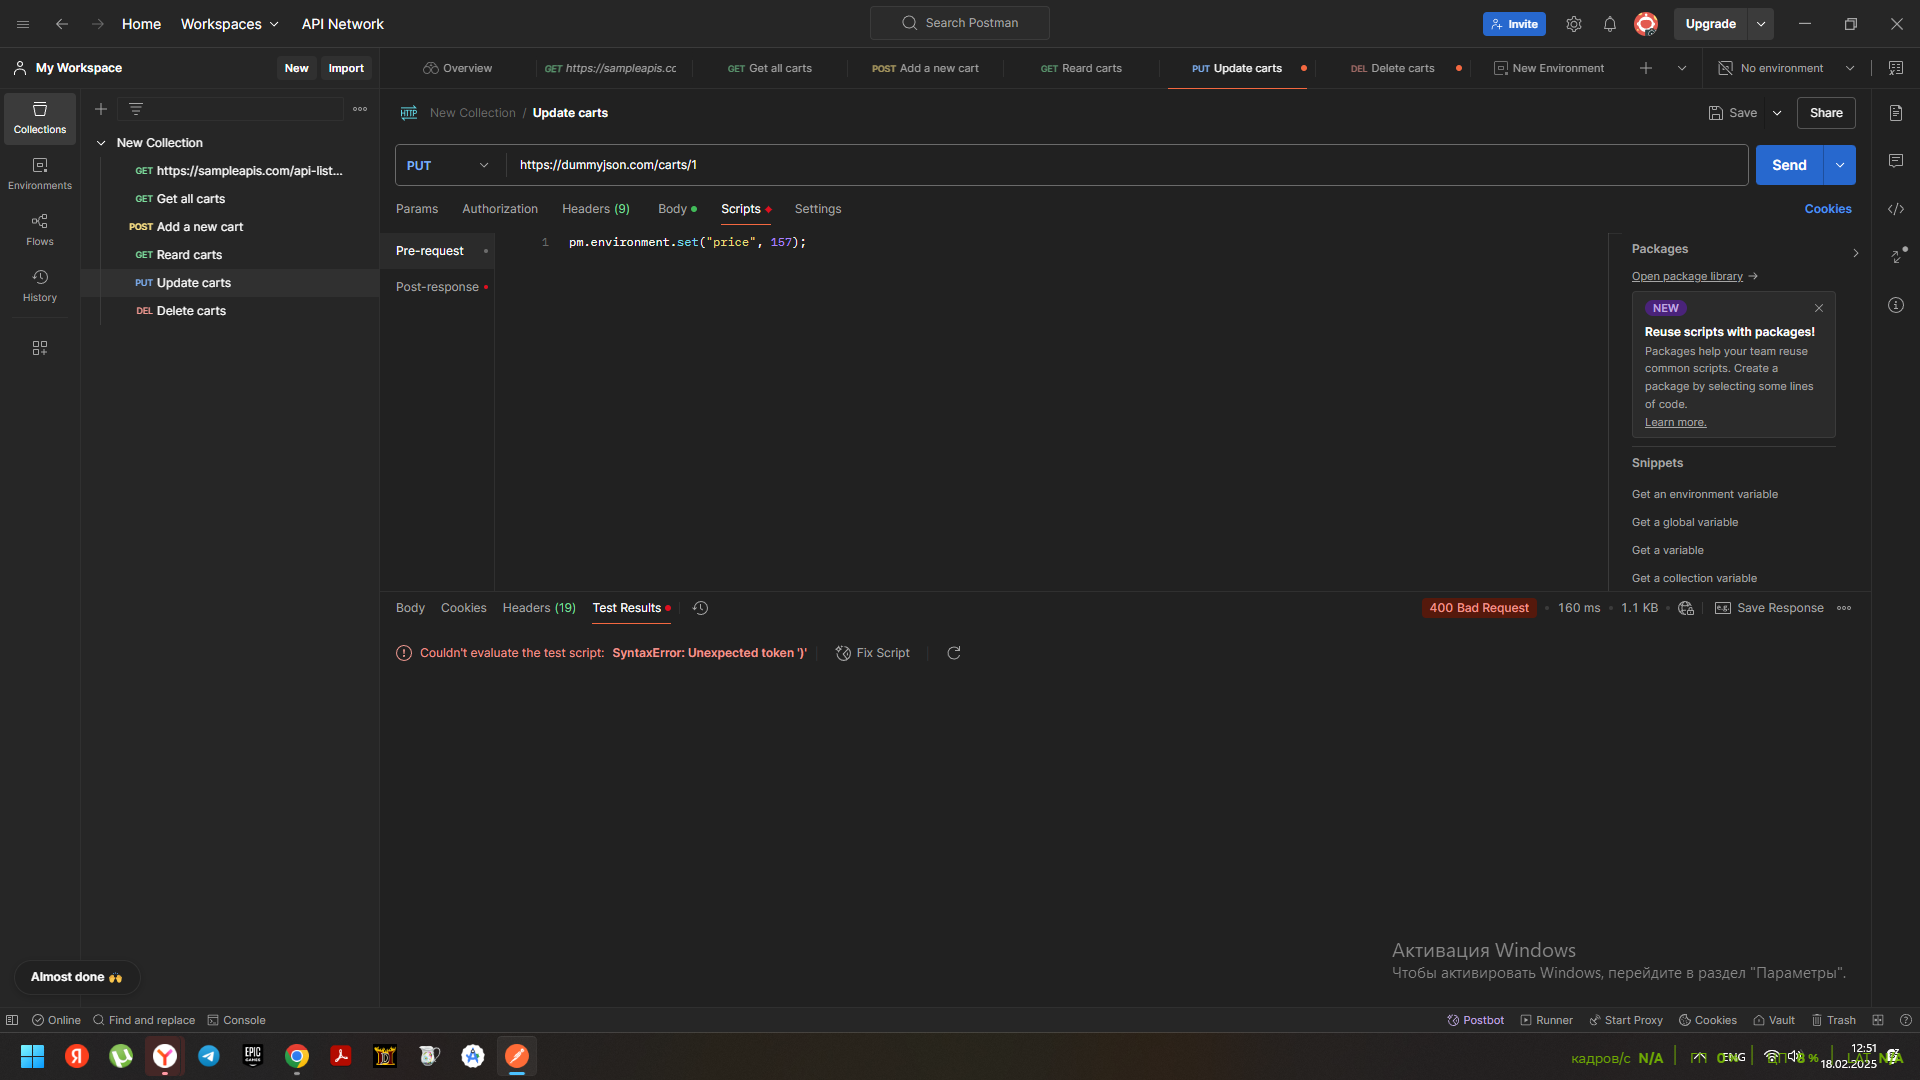 Home Workspaces API Network
Search Postman
Invite Upgrade
My Workspace New Import
Overview GET https://sampleapis.cc GET Get all carts POST Add a new cart GET Reard carts PUT Update carts DEL Delete carts New Environment No environment
Collections
Environments
Flows
History
New Collection
GET https://sampleapis.com/api-list...
GET Get all carts
POST Add a new cart
GET Reard carts
PUT Update carts
DEL Delete carts
HTTP New Collection / Update carts Save Share
PUT https://dummyjson.com/carts/1 Send
Params Authorization Headers (9) Body Scripts Settings Cookies
Pre-request
Post-response
1 pm.environment.set("price", 157);
Packages
Open package library →
NEW
Reuse scripts with packages!
Packages help your team reuse
common scripts. Create a
package by selecting some lines
of code.
Learn more.
Snippets
Get an environment variable
Get a global variable
Get a variable
Get a collection variable
Body Cookies Headers (19) Test Results 400 Bad Request 160 ms 1.1 KB e.g. Save Response
Couldn't evaluate the test script: SyntaxError: Unexpected token ')' Fix Script
Активация Windows
Чтобы активировать Windows, перейдите в раздел "Параметры".
Almost done 🙌
Online Find and replace Console Postbot Runner Start Proxy Cookies Vault Trash
Я
EPIC GAMES
кадров/с N/A ENG 12:51
18.02.2025